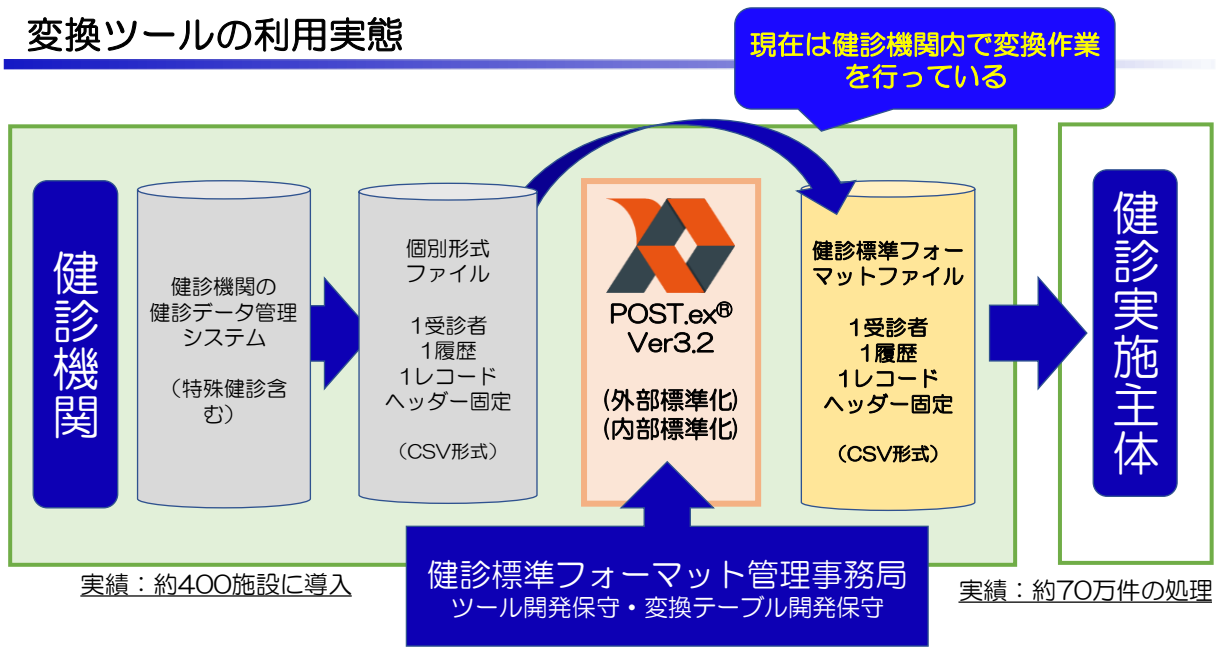 変換ツールの利用実態
現在は健診機関内で変換作業
を行っている
健診機関
健診機関の
健診データ管理
システム
（特殊健診含
む）
個別形式
ファイル
1受診者
1履歴
1レコード
ヘッダー固定
（CSV形式）
POST.ex®
Ver3.2
(外部標準化)
(内部標準化)
健診標準フォー
マットファイル
1受診者
1履歴
1レコード
ヘッダー固定
（CSV形式）
健診実施主体
健診標準フォーマット管理事務局
ツール開発保守・変換テーブル開発保守
実績：約400施設に導入
実績：約70万件の処理